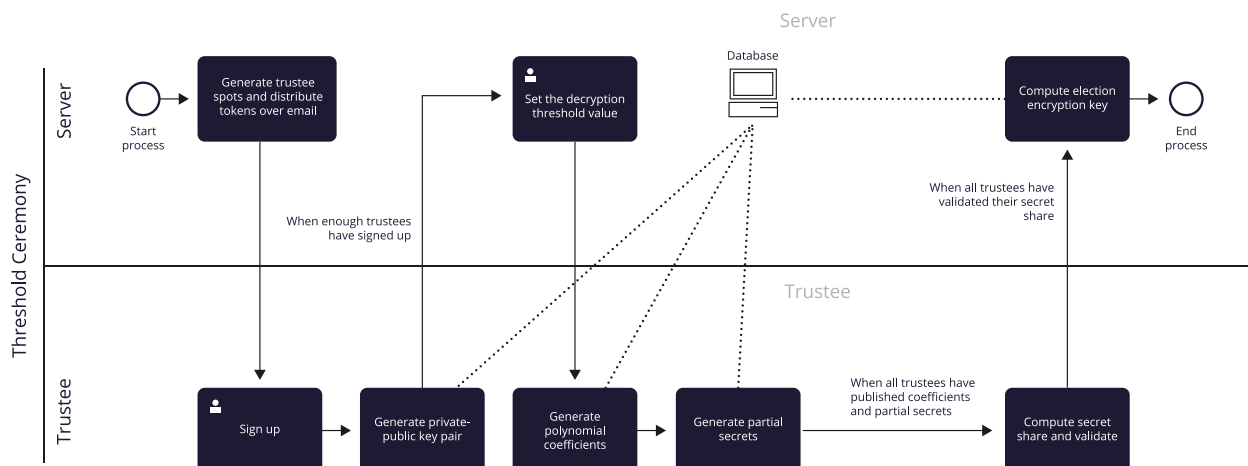 Server
Database
Generate trustee
spots and distribute
tokens over email
Set the decryption
threshold value
Compute election
encryption key
Start
process
End
process
Server
When enough trustees
have signed up
When all trustees have
validated their secret
share
Threshold Ceremony
Trustee
Trustee
Sign up
Generate private-
public key pair
Generate
polynomial
coefficients
Generate partial
secrets
When all trustees have
published coefficients
and partial secrets
Compute secret
share and validate